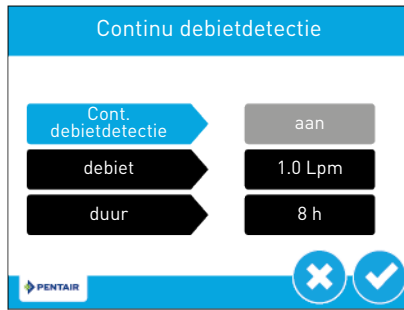 Continu debietdetectie
Cont.
debietdetectie
aan
debiet
1.0 Lpm
duur
8 h
PENTAIR